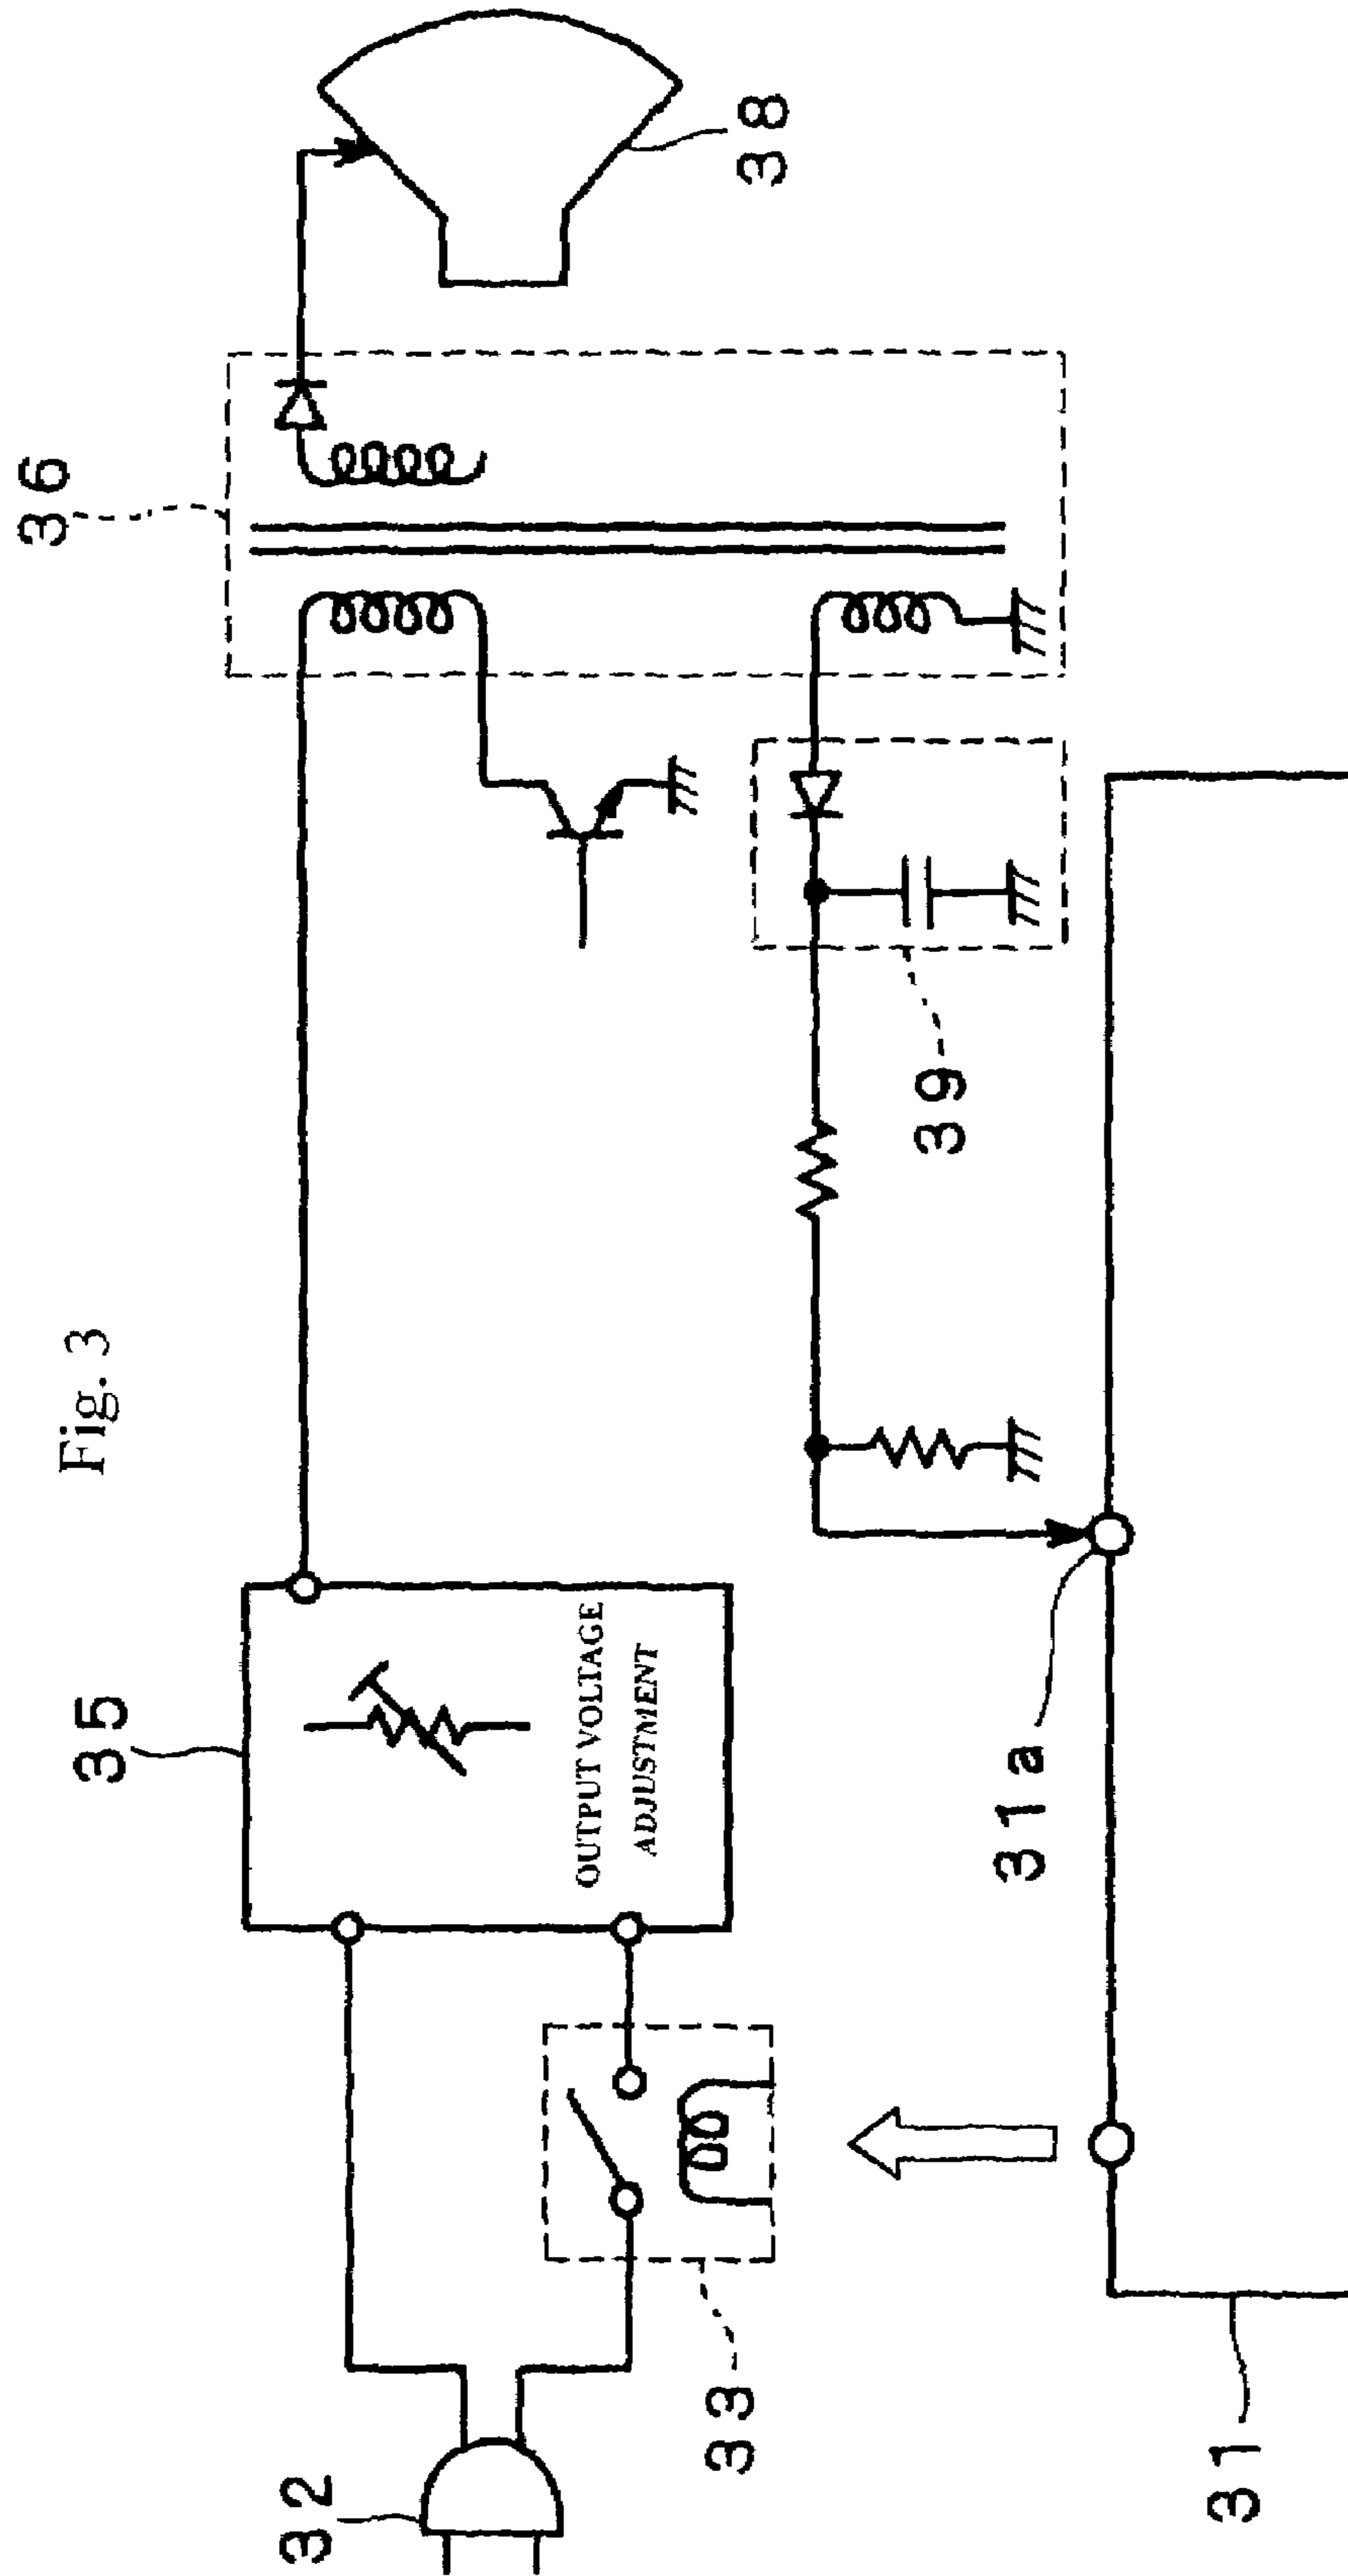 Fig. 3
32
35
36
OUTPUT VOLTAGE
ADJUSTMENT
38
33
39
31a
31